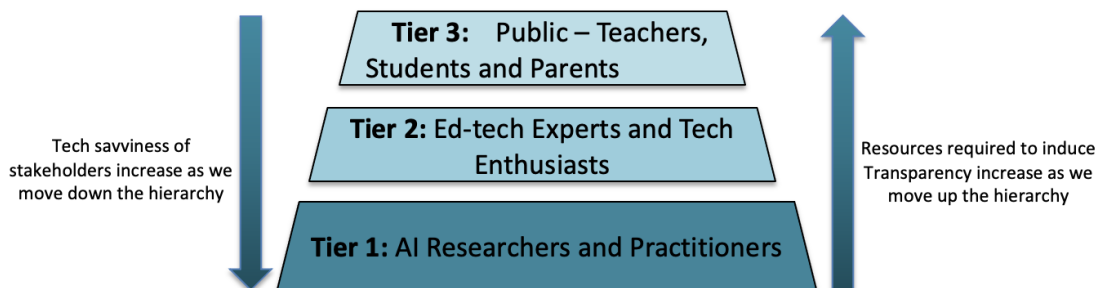 Tier 3: Public – Teachers,
Students and Parents
Tier 2: Ed-tech Experts and Tech
Enthusiasts
Tier 1: AI Researchers and Practitioners
Tech savviness of
stakeholders increase as we
move down the hierarchy
Resources required to induce
Transparency increase as we
move up the hierarchy